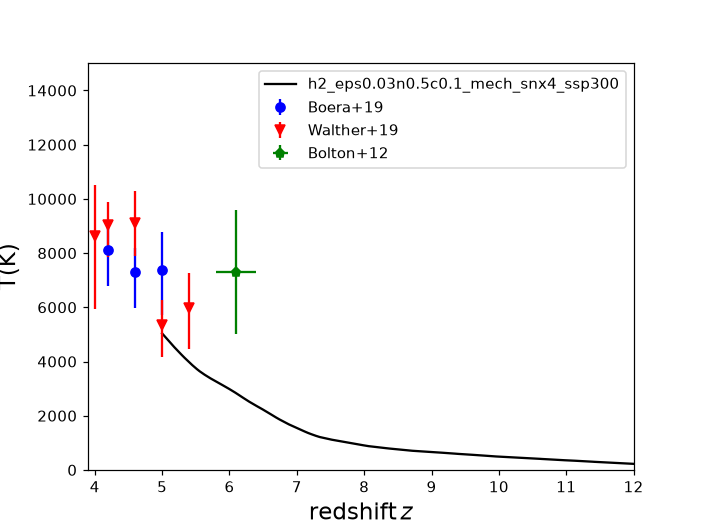 14000
12000
10000
8000
6000
4000
2000
0
T(K)
h2_eps0.03n0.5c0.1_mech_snx4_ssp300
Boera+19
Walther+19
Bolton+12
4 5 6 7 8 9 10 11 12
redshift z